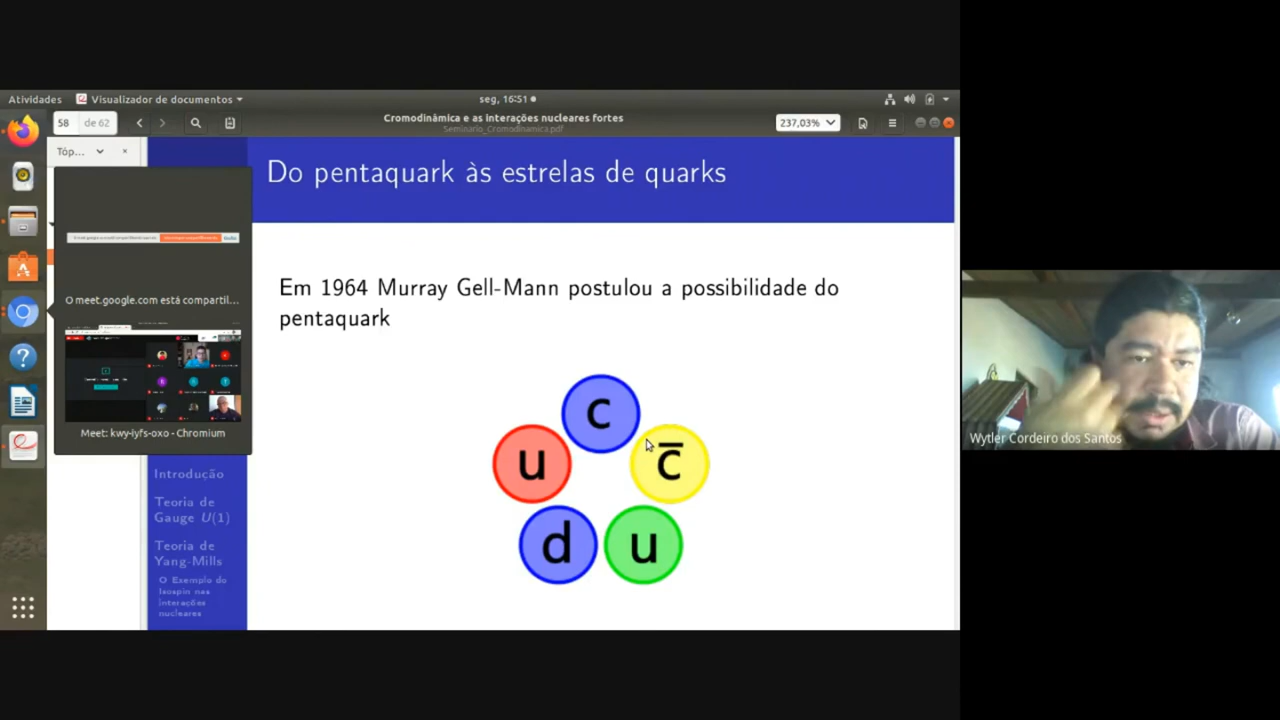 Atividades
Visualizador de documentos
seg, 16:51
58
de 62
Cromodinâmica e as interações nucleares fortes
Seminario_Cromodinamica.pdf
237,03%
Tóp...
×
Do pentaquark às estrelas de quarks
O meet.google.com está compartil...
Em 1964 Murray Gell-Mann postulou a possibilidade do
pentaquark
Meet: kwy-iyfs-oxo - Chromium
c
u
c̅
d
u
Introdução
Teoria de
Gauge U(1)
Teoria de
Yang-Mills
O Exemplo do
Isospin nas
interações
nucleares
Wytler Cordeiro dos Santos